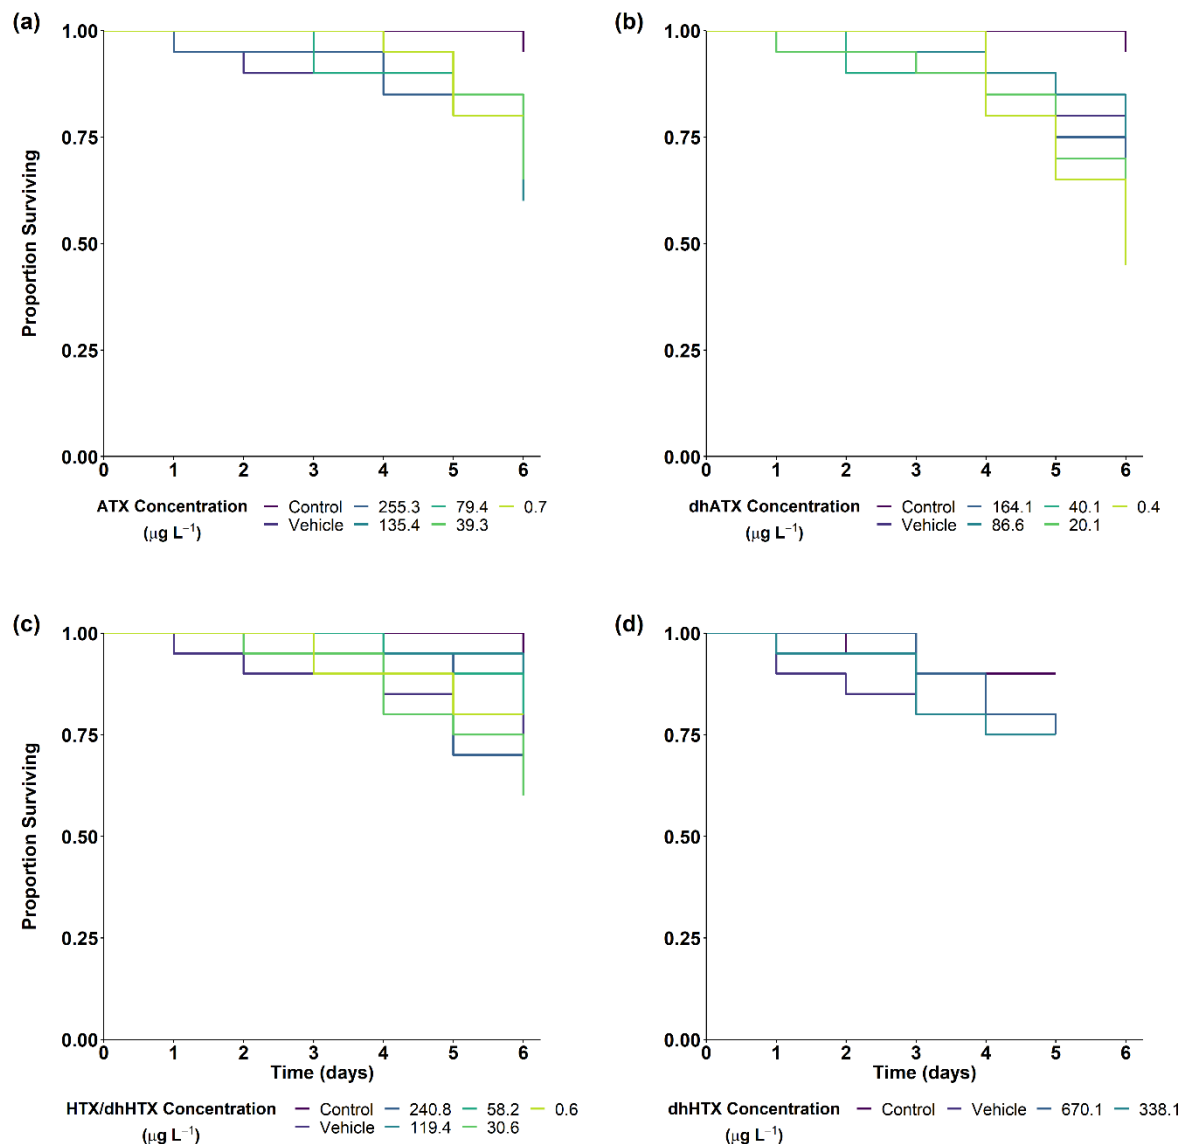 (a)
(b)
1.00
0.75
0.50
0.25
0.00
Proportion Surviving
0 1 2 3 4 5 6
1.00
0.75
0.50
0.25
0.00
0 1 2 3 4 5 6
ATX Concentration
(μg L⁻¹)
Control 255.3 79.4 0.7
Vehicle 135.4 39.3
dhATX Concentration
(μg L⁻¹)
Control 164.1 40.1 0.4
Vehicle 86.6 20.1
(c)
(d)
1.00
0.75
0.50
0.25
0.00
Proportion Surviving
0 1 2 3 4 5 6
Time (days)
1.00
0.75
0.50
0.25
0.00
0 1 2 3 4 5 6
Time (days)
HTX/dhHTX Concentration
(μg L⁻¹)
Control 240.8 58.2 0.6
Vehicle 119.4 30.6
dhHTX Concentration
(μg L⁻¹)
Control Vehicle 670.1 338.1